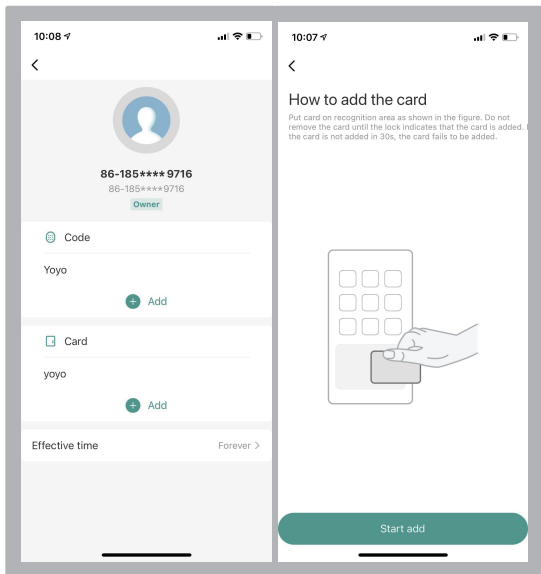 10:08
86-185**** 9716
86-185****9716
Owner
Code
Yoyo
Add
Card
yoyo
Add
Effective time
Forever
10:07
How to add the card
Put card on recognition area as shown in the figure. Do not
remove the card until the lock indicates that the card is added.
the card is not added in 30s, the card fails to be added.
Start add